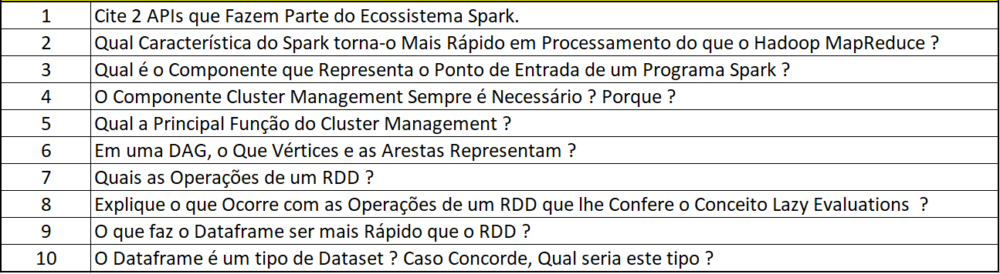 1 Cite 2 APIs que Fazem Parte do Ecossistema Spark.
2 Qual Característica do Spark torna-o Mais Rápido em Processamento do que o Hadoop MapReduce ?
3 Qual é o Componente que Representa o Ponto de Entrada de um Programa Spark ?
4 O Componente Cluster Management Sempre é Necessário ? Porque ?
5 Qual a Principal Função do Cluster Management ?
6 Em uma DAG, o Que Vértices e as Arestas Representam ?
7 Quais as Operações de um RDD ?
8 Explique o que Ocorre com as Operações de um RDD que lhe Confere o Conceito Lazy Evaluations ?
9 O que faz o Dataframe ser mais Rápido que o RDD ?
10 O Dataframe é um tipo de Dataset ? Caso Concorde, Qual seria este tipo ?